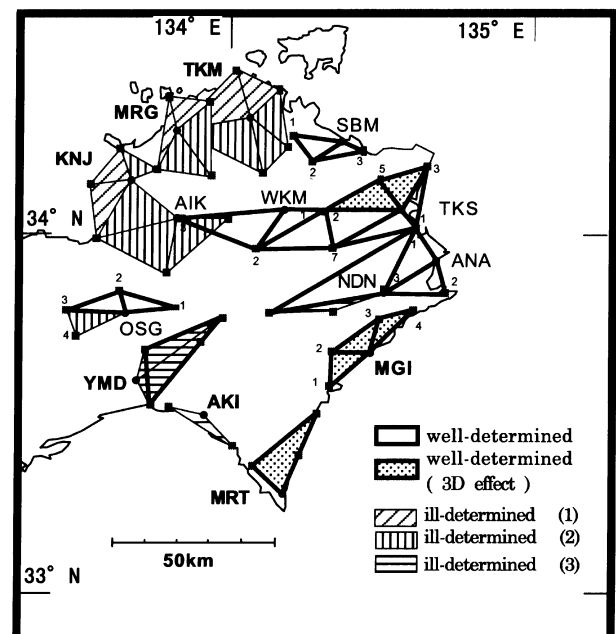 134° E
135° E
TKM
MRG
1
SBM
2
3
KNJ
5
3
AIK
WKM
34° N
1
2
TKS
1
1
2
7
ANA
NDN
3
2
2
3
1
OSG
4
3
4
2
MGI
YMD
1
AKI
well-determined
well-determined
( 3D effect )
MRT
ill-determined (1)
ill-determined (2)
50km
ill-determined (3)
33° N